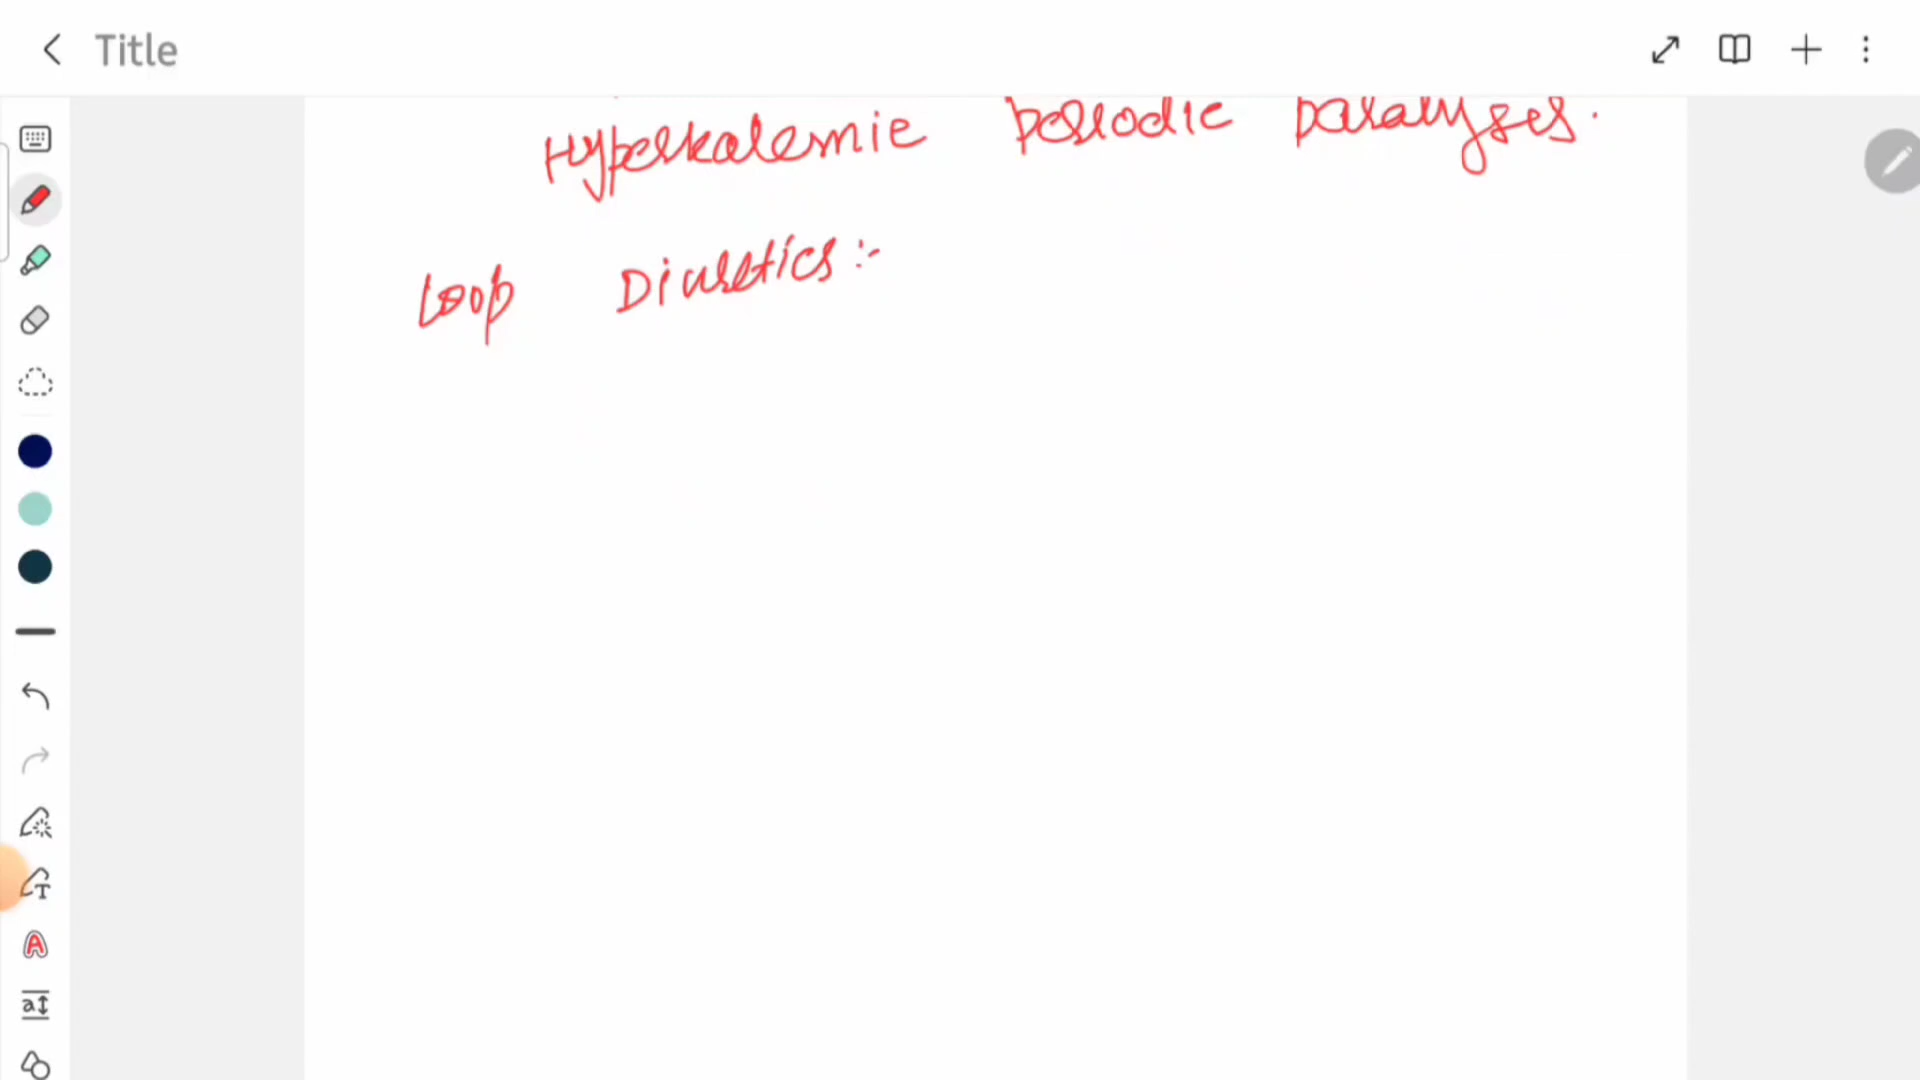 Title
Hyperkalemic periodic paralyses.
Loop Diuretics :-